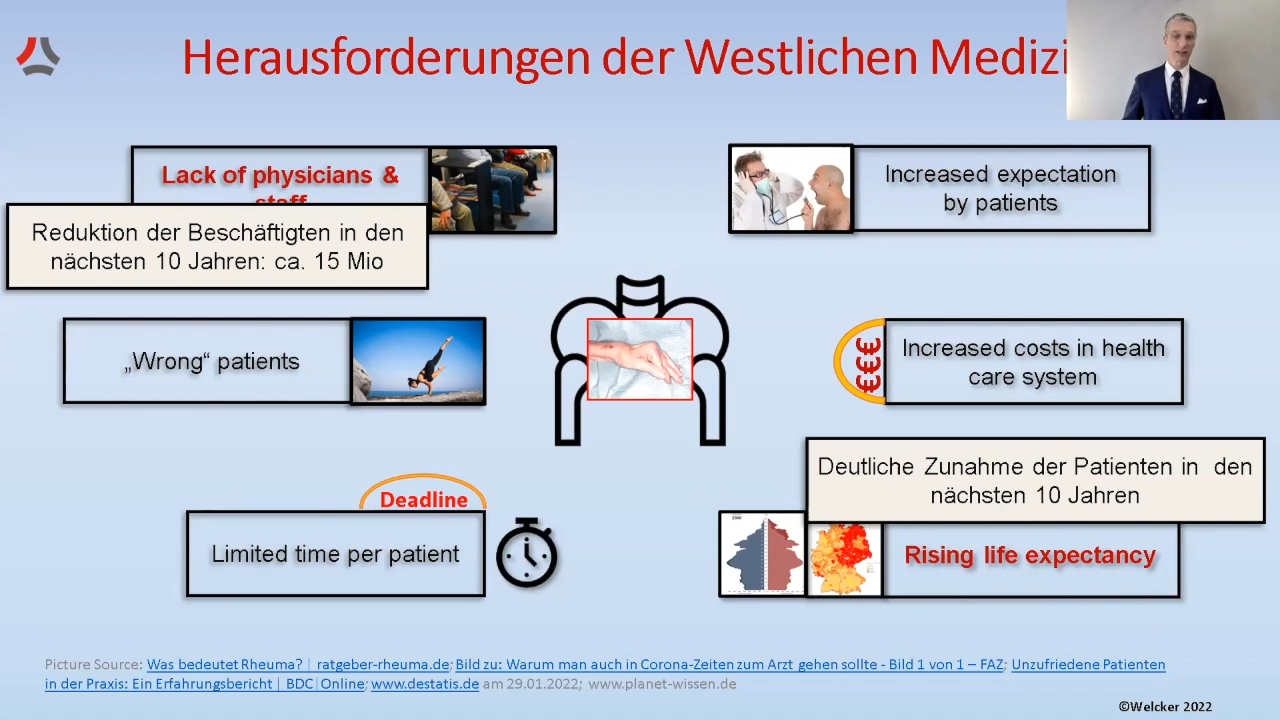 Herausforderungen der Westlichen Mediz
Lack of physicians &
staff
Reduktion der Beschäftigten in den
nächsten 10 Jahren: ca. 15 Mio
Increased expectation
by patients
„Wrong“ patients
€€€
Increased costs in health
care system
Deadline
Limited time per patient
Deutliche Zunahme der Patienten in den
nächsten 10 Jahren
2000
Rising life expectancy
Picture Source: Was bedeutet Rheuma? | ratgeber-rheuma.de; Bild zu: Warum man auch in Corona-Zeiten zum Arzt gehen sollte - Bild 1 von 1 – FAZ; Unzufriedene Patienten
in der Praxis: Ein Erfahrungsbericht | BDC|Online; www.destatis.de am 29.01.2022; www.planet-wissen.de
©Welcker 2022